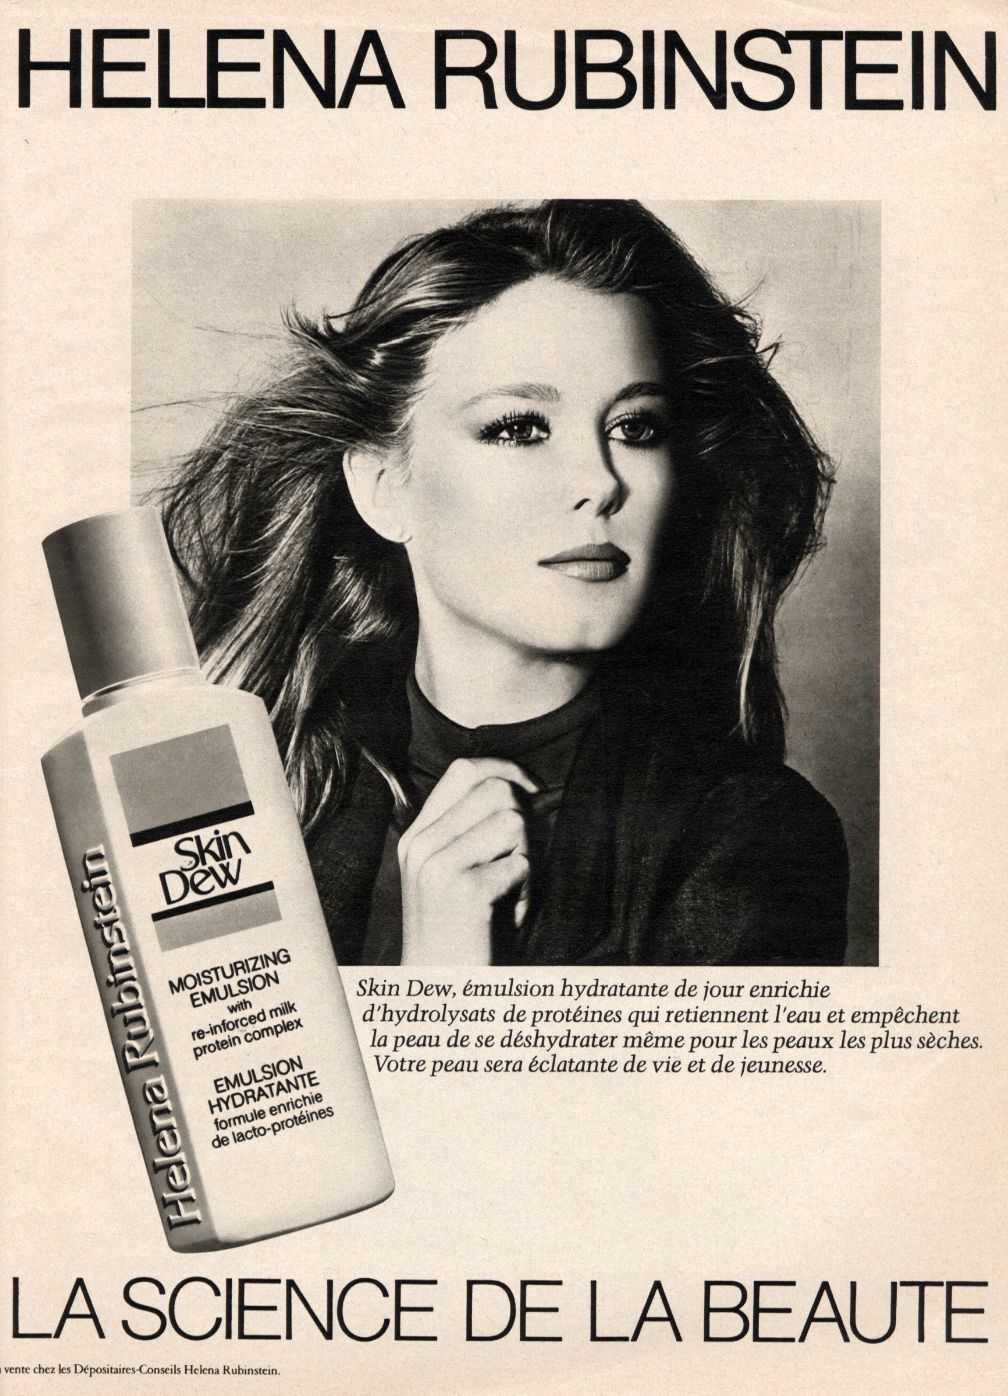 HELENA RUBINSTEIN
Skin
Dew
MOISTURIZING
EMULSION
with
re-inforced milk
protein complex
EMULSION
HYDRATANTE
formule enrichie
de lacto-protéines
Helena Rubinstein
Skin Dew, émulsion hydratante de jour enrichie
d'hydrolysats de protéines qui retiennent l'eau et empêchent
la peau de se déshydrater même pour les peaux les plus sèches.
Votre peau sera éclatante de vie et de jeunesse.
LA SCIENCE DE LA BEAUTE
vente chez les Dépositaires-Conseils Helena Rubinstein.